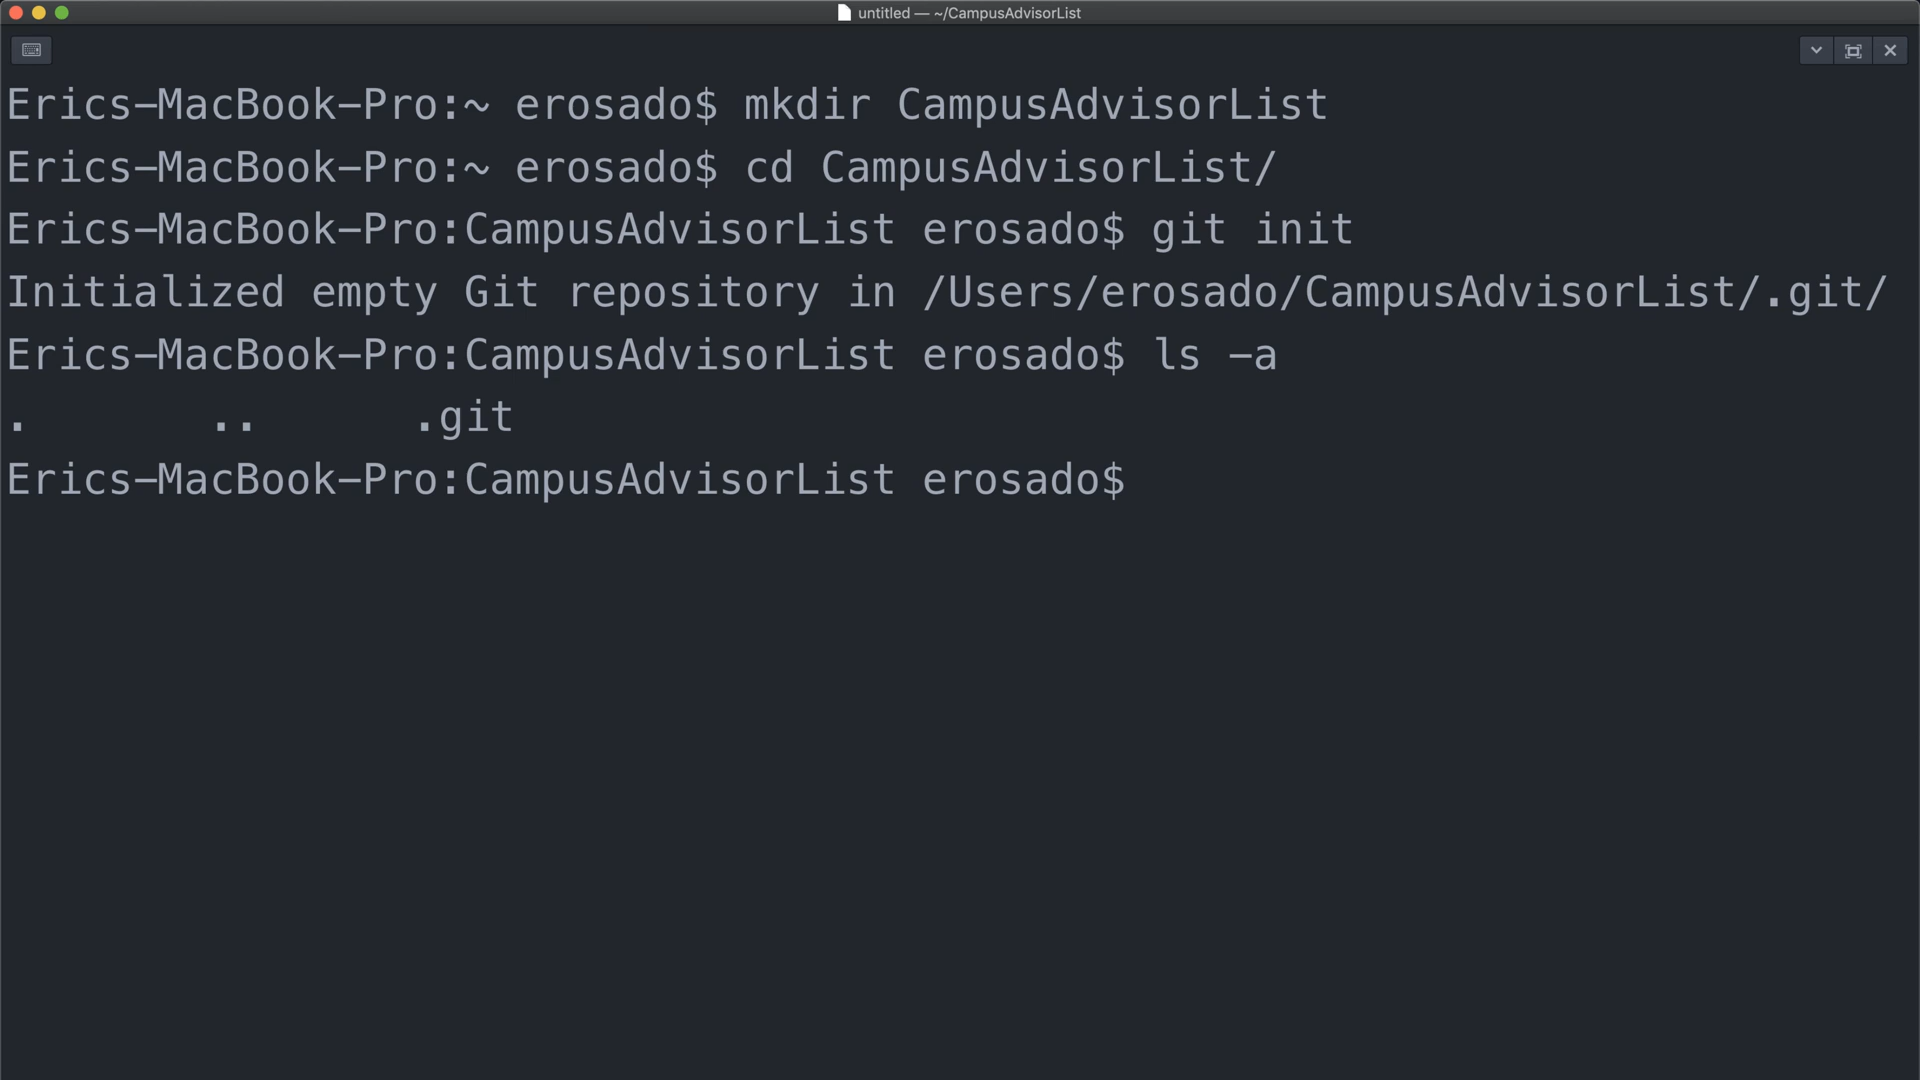 untitled — ~/CampusAdvisorList
Erics-MacBook-Pro:~ erosado$ mkdir CampusAdvisorList
Erics-MacBook-Pro:~ erosado$ cd CampusAdvisorList/
Erics-MacBook-Pro:CampusAdvisorList erosado$ git init
Initialized empty Git repository in /Users/erosado/CampusAdvisorList/.git/
Erics-MacBook-Pro:CampusAdvisorList erosado$ ls -a
.       ..      .git
Erics-MacBook-Pro:CampusAdvisorList erosado$